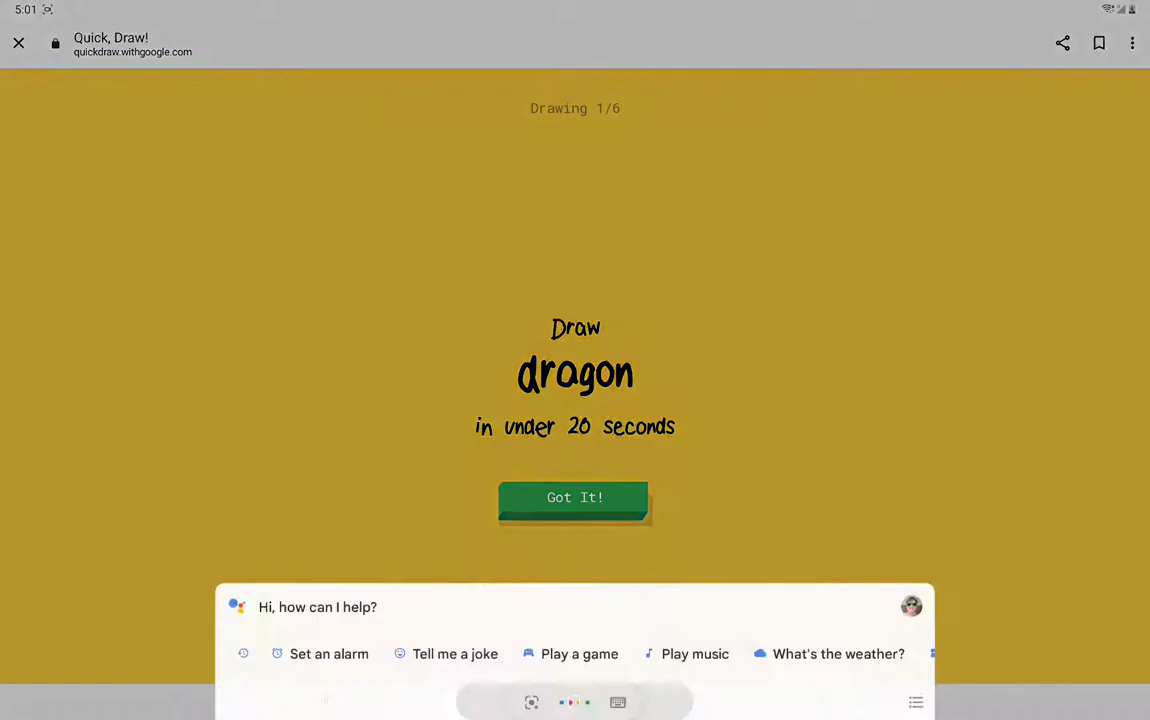 5:01
Quick, Draw!
quickdraw.withgoogle.com
Drawing 1/6
Draw
dragon
in under 20 seconds
Got It!
Hi, how can I help?
Set an alarm Tell me a joke Play a game Play music What's the weather?